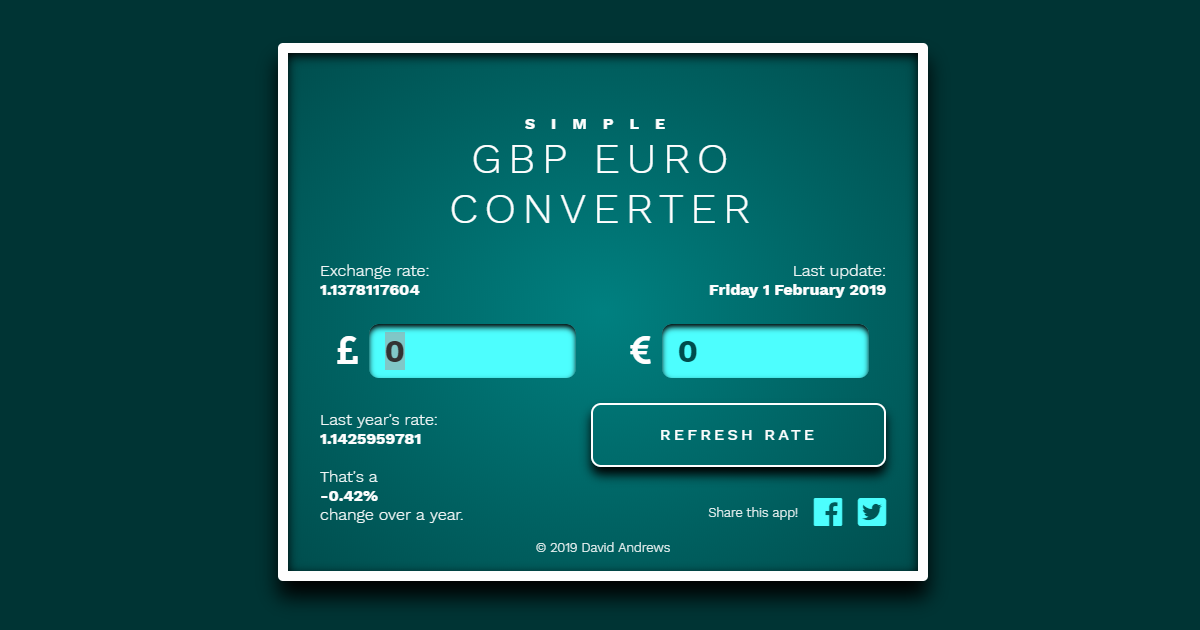 SIMPLE
GBP EURO
CONVERTER
Exchange rate:
1.1378117604
Last update:
Friday 1 February 2019
£ 0
€ 0
Last year's rate:
1.1425959781
REFRESH RATE
That's a
-0.42%
change over a year.
Share this app!
© 2019 David Andrews